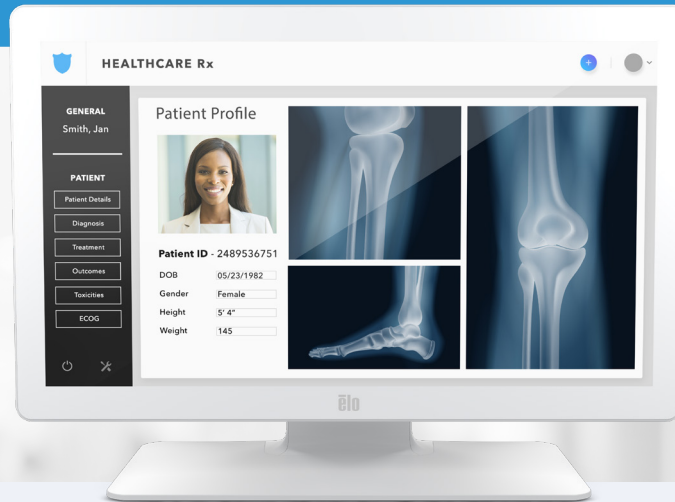 HEALTHCARE Rx
+
GENERAL
Smith, Jan
PATIENT
Patient Details
Diagnosis
Treatment
Outcomes
Toxicities
ECOG
Patient Profile
Patient ID - 2489536751
DOB 05/23/1982
Gender Female
Height 5' 4"
Weight 145
elo